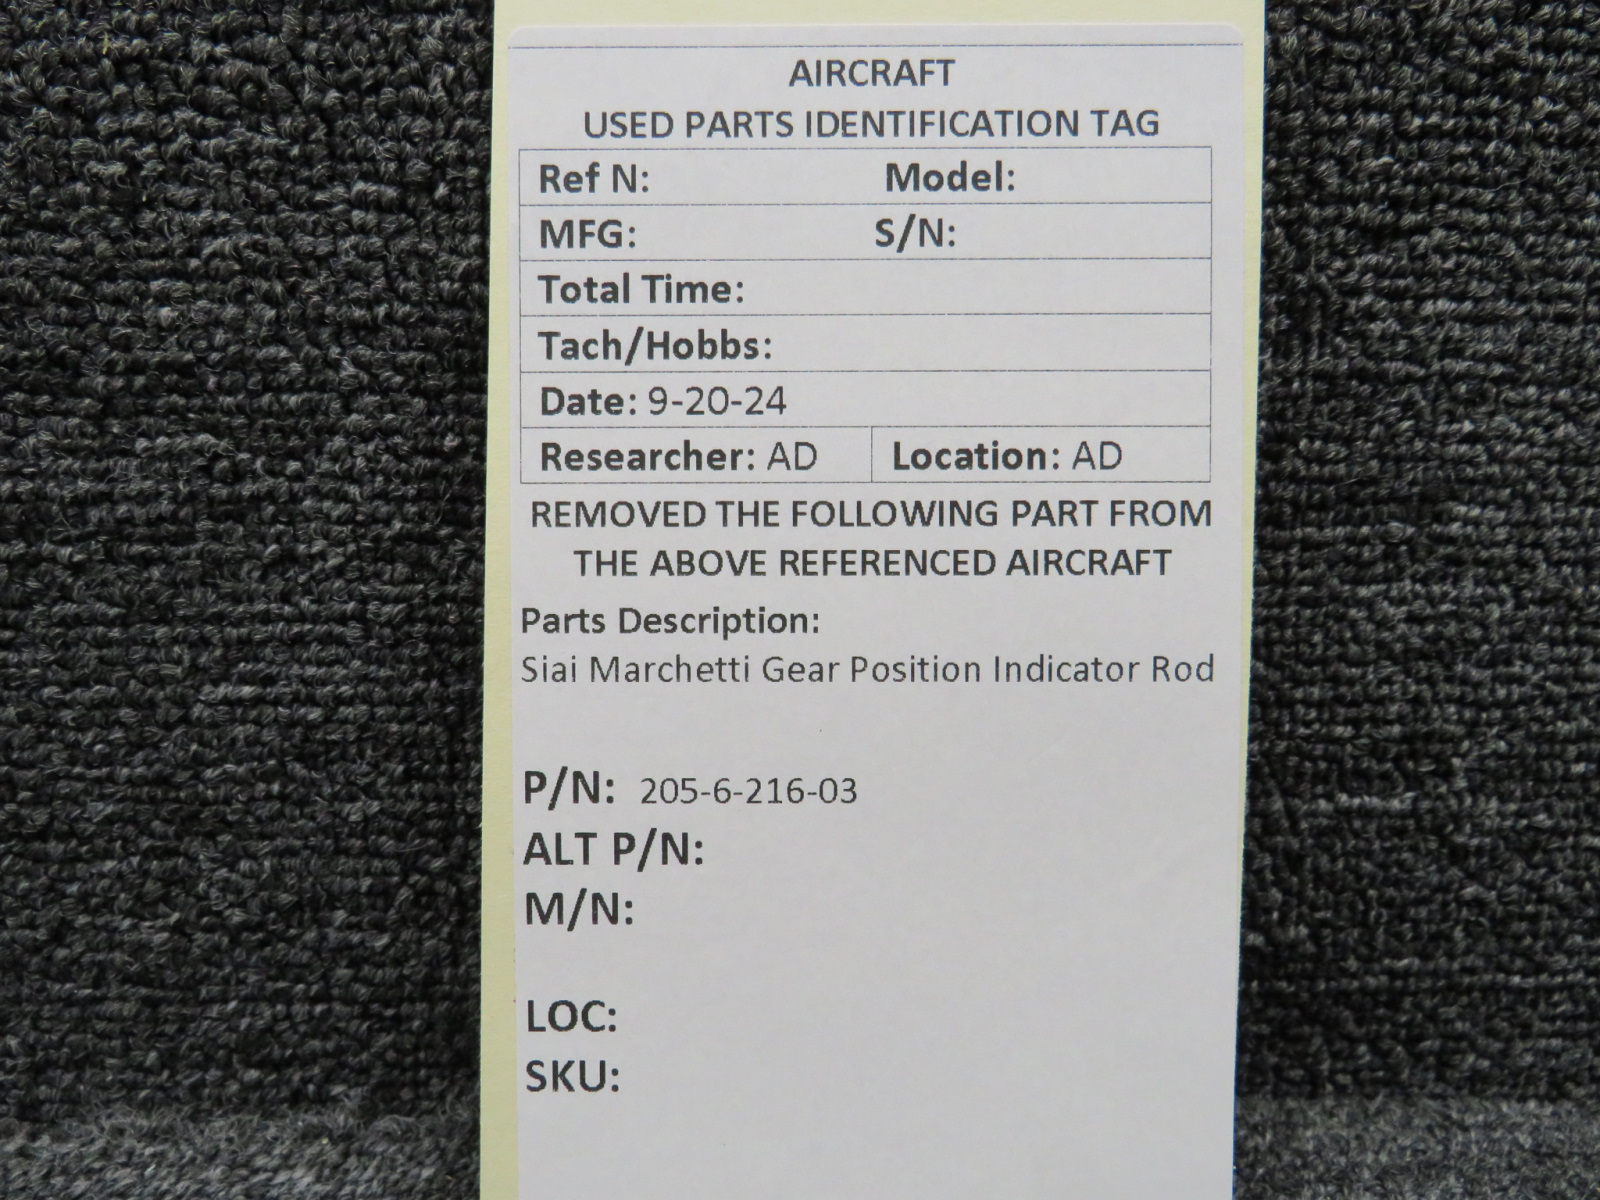 AIRCRAFT
USED PARTS IDENTIFICATION TAG
Ref N: Model:
MFG: S/N:
Total Time:
Tach/Hobbs:
Date: 9-20-24
Researcher: AD Location: AD
REMOVED THE FOLLOWING PART FROM
THE ABOVE REFERENCED AIRCRAFT
Parts Description:
Siai Marchetti Gear Position Indicator Rod
P/N: 205-6-216-03
ALT P/N:
M/N:
LOC:
SKU: